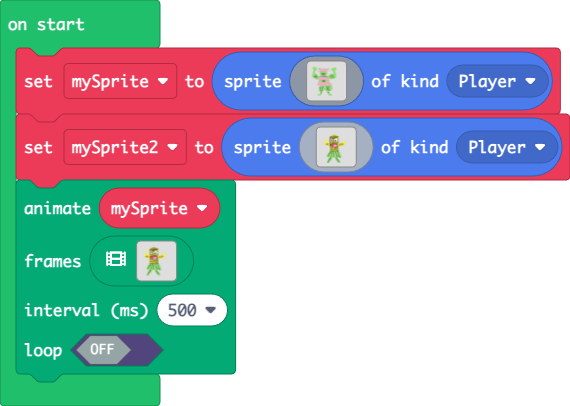 on start
set mySprite to sprite of kind Player
set mySprite2 to sprite of kind Player
animate mySprite
frames
interval (ms) 500
loop OFF